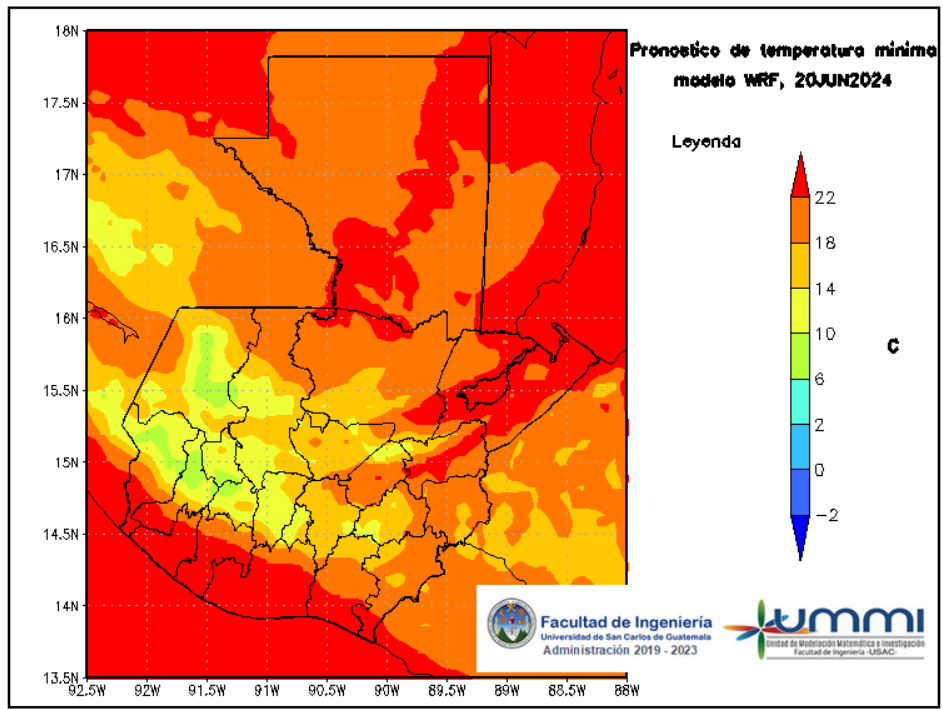 Pronostico de temperatura minima
modelo WRF, 20JUN2024
Leyenda
22
18
14
10
6
2
0
−2
C
18N
17.5N
17N
16.5N
16N
15.5N
15N
14.5N
14N
13.5N
92.5W 92W 91.5W 91W 90.5W 90W 89.5W 89W 88.5W 88W
Facultad de Ingeniería
Universidad de San Carlos de Guatemala
Administración 2019 - 2023
UMMI
Unidad de Modelación Matemática e Investigación
Facultad de Ingeniería -USAC-